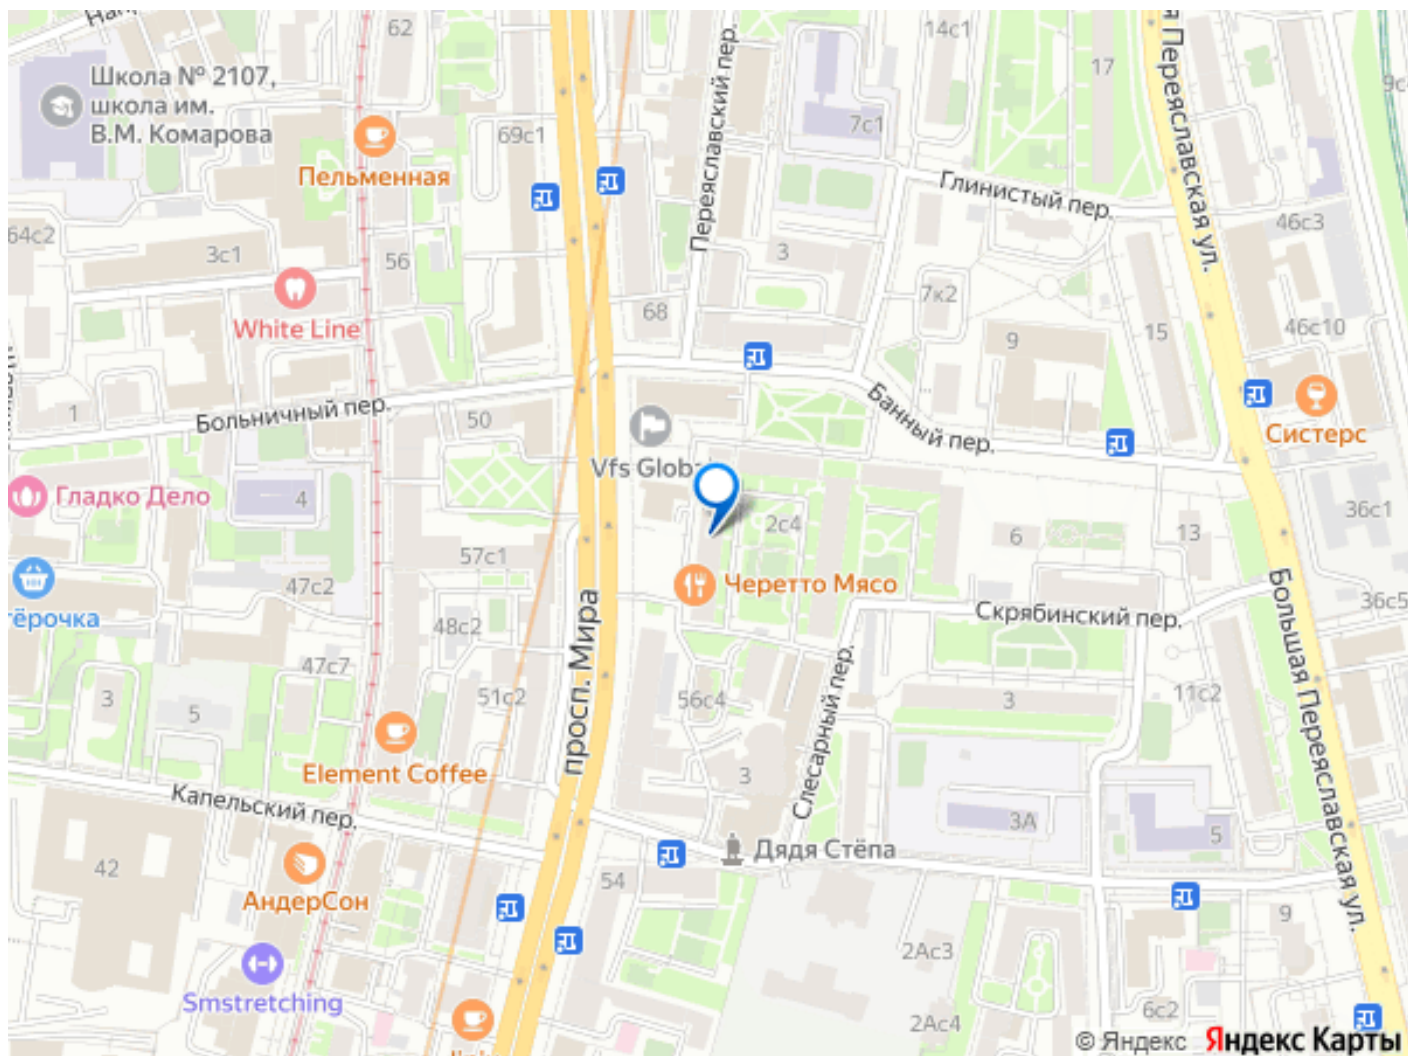 62
14с1
17
Школа № 2107,
школа им.
В.М. Комарова
69с1
7с1
Пельменная
Переяславский пер.
Глинистый пер.
Переяславская ул.
64с2
3с1
56
3
46с3
White Line
68
7к2
15
46с10
9
1
Больничный пер.
50
Банный пер.
Систерс
Vfs Global
Гладко Дело
4
2с4
36с1
57с1
6
13
47с2
Черетто Мясо
36с5
тёрочка
48с2
Скрябинский пер.
просп. Мира
47с7
51с2
56с4
3
11с2
3
5
Большая Переяславская ул.
Element Coffee
3
Слесарный пер.
Капельский пер.
3А
5
Дядя Стёпа
42
54
АндерСон
9
2Ас3
Smstretching
6с2
2Ас4
© Яндекс Яндекс Карты